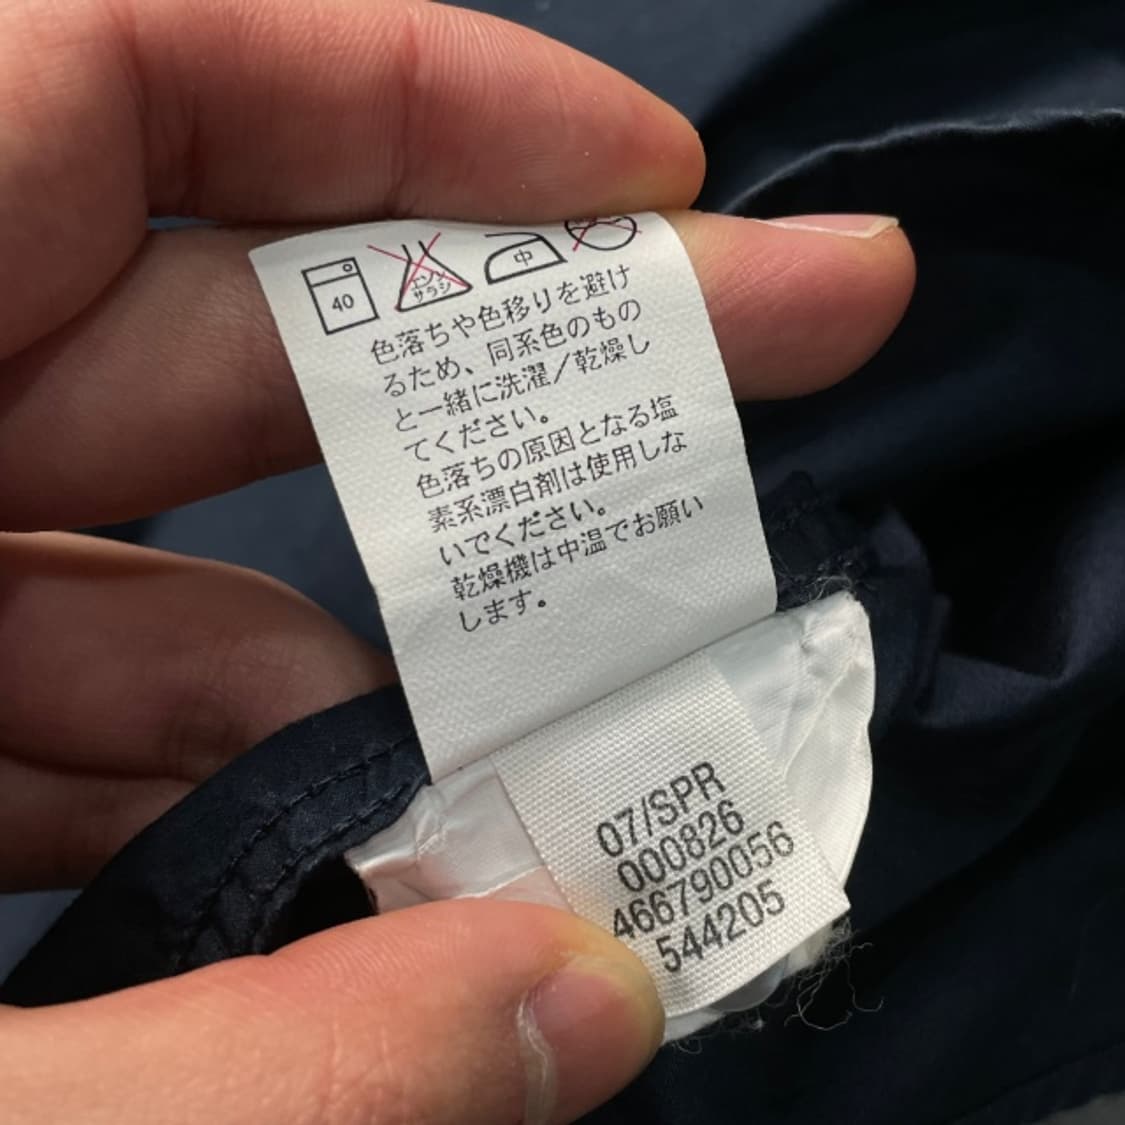 40
エンソ
サラシ
中
色落ちや色移りを避け
るため、同系色のもの
と一緒に洗濯／乾燥し
てください。
色落ちの原因となる塩
素系漂白剤は使用しな
いでください。
乾燥機は中温でお願い
します。
07/SPR
000826
466790056
544205